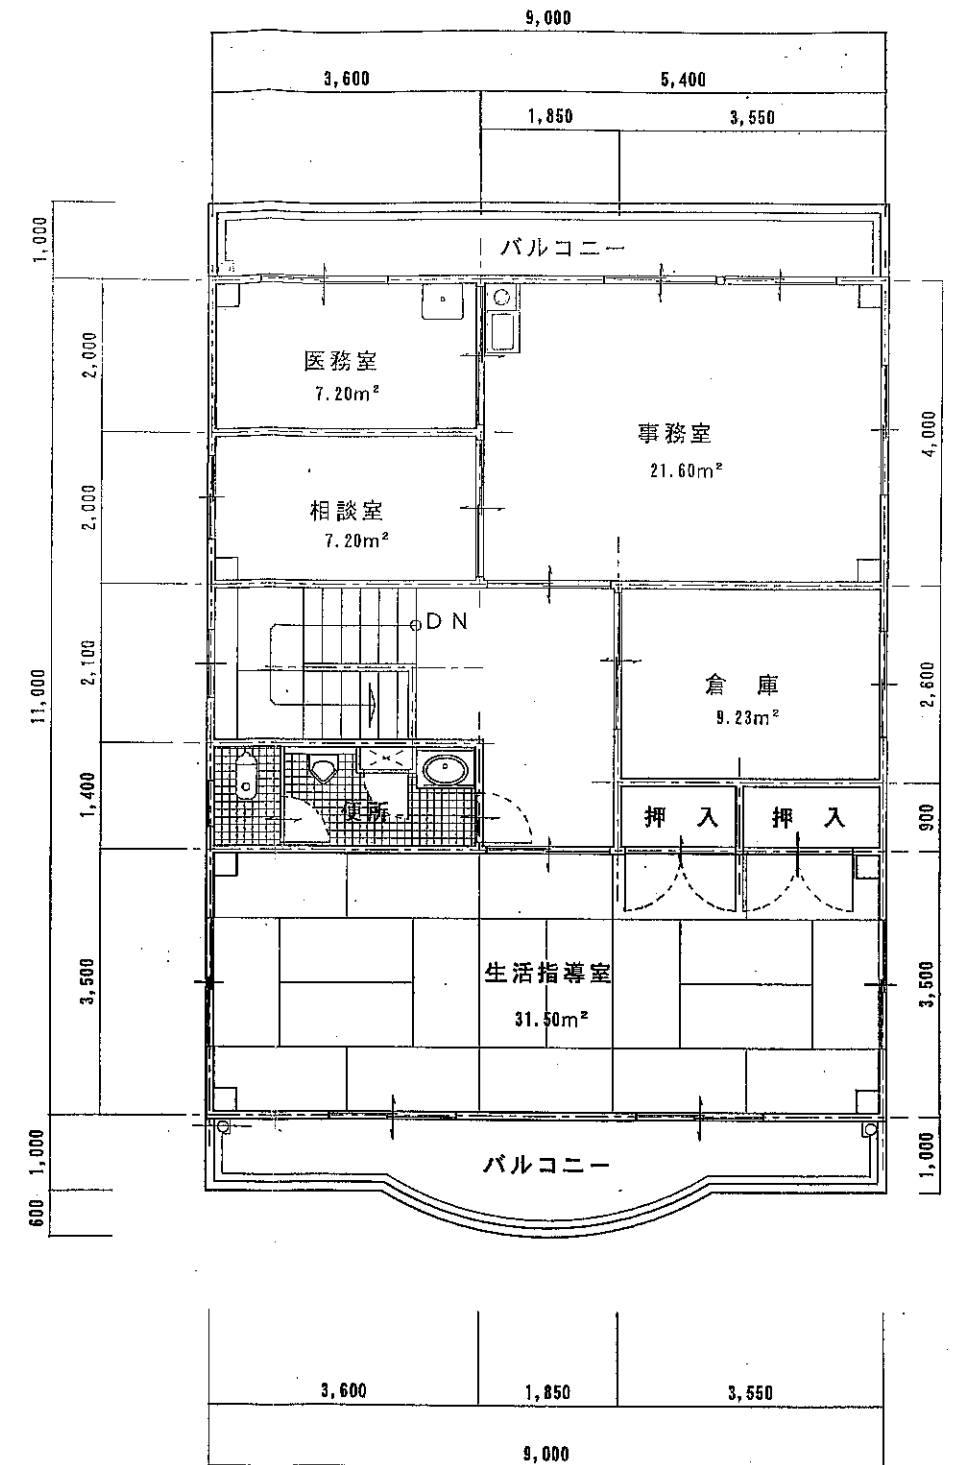 9,000
3,600
5,400
1,850
3,550
1,000
バルコニー
2,000
医務室
7.20m²
事務室
21.60m²
4,000
2,000
相談室
7.20m²
DN
11,000
2,100
倉 庫
9.23m²
2,600
1,400
便所
押 入
押 入
900
3,500
生活指導室
31.50m²
3,500
1,000
バルコニー
1,000
600
3,600
1,850
3,550
9,000